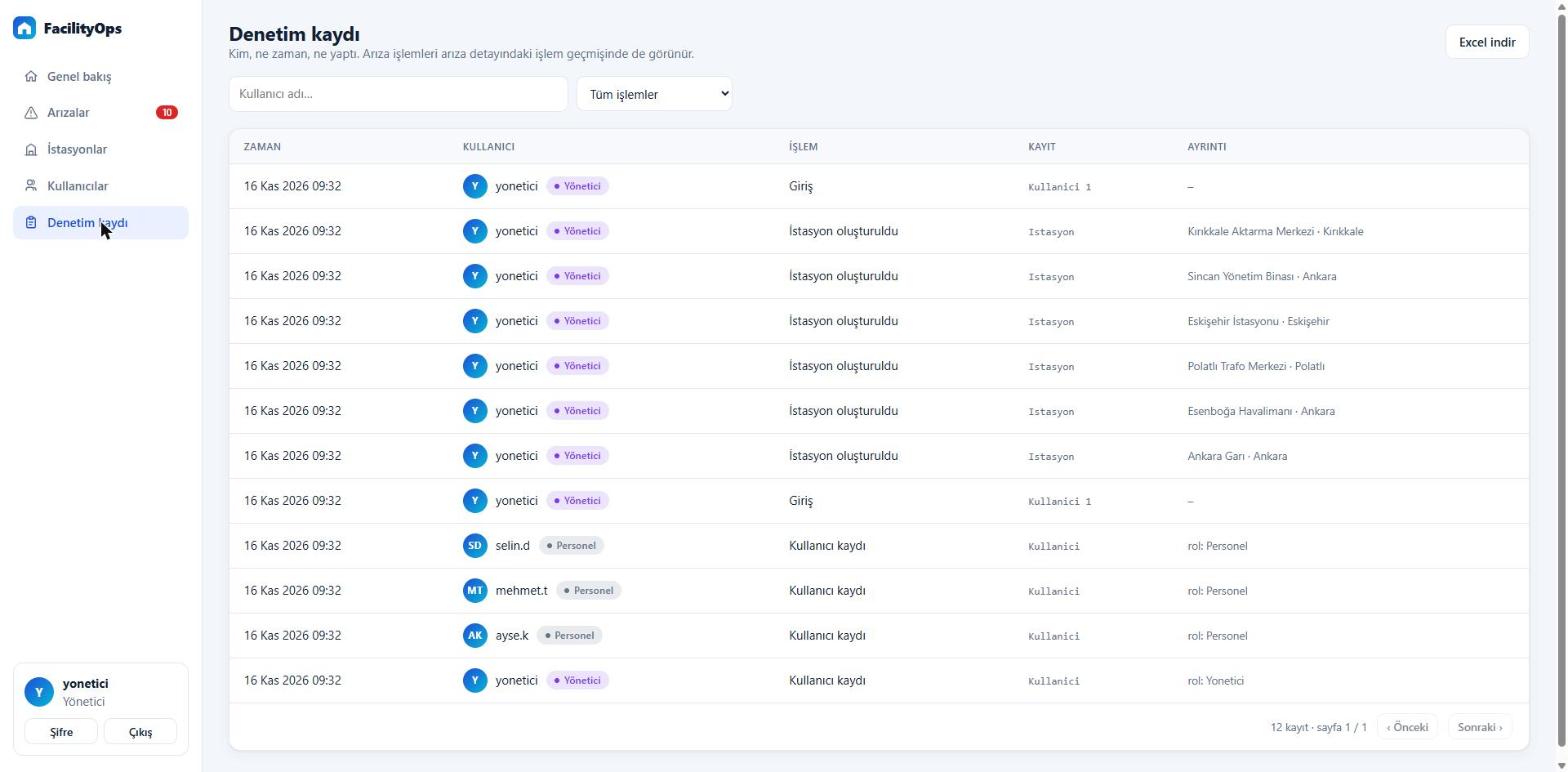 FacilityOps
Genel bakış
Arızalar 10
İstasyonlar
Kullanıcılar
Denetim kaydı
Y yonetici
Yönetici
Şifre Çıkış
Denetim kaydı
Kim, ne zaman, ne yaptı. Arıza işlemleri arıza detayındaki işlem geçmişinde de görünür.
Excel indir
Kullanıcı adı... Tüm işlemler
ZAMAN KULLANICI İŞLEM KAYIT AYRINTI
16 Kas 2026 09:32 Y yonetici Yönetici Giriş Kullanici 1 –
16 Kas 2026 09:32 Y yonetici Yönetici İstasyon oluşturuldu Istasyon Kırıkkale Aktarma Merkezi · Kırıkkale
16 Kas 2026 09:32 Y yonetici Yönetici İstasyon oluşturuldu Istasyon Sincan Yönetim Binası · Ankara
16 Kas 2026 09:32 Y yonetici Yönetici İstasyon oluşturuldu Istasyon Eskişehir İstasyonu · Eskişehir
16 Kas 2026 09:32 Y yonetici Yönetici İstasyon oluşturuldu Istasyon Polatlı Trafo Merkezi · Polatlı
16 Kas 2026 09:32 Y yonetici Yönetici İstasyon oluşturuldu Istasyon Esenboğa Havalimanı · Ankara
16 Kas 2026 09:32 Y yonetici Yönetici İstasyon oluşturuldu Istasyon Ankara Garı · Ankara
16 Kas 2026 09:32 Y yonetici Yönetici Giriş Kullanici 1 –
16 Kas 2026 09:32 SD selin.d Personel Kullanıcı kaydı Kullanici rol: Personel
16 Kas 2026 09:32 MT mehmet.t Personel Kullanıcı kaydı Kullanici rol: Personel
16 Kas 2026 09:32 AK ayse.k Personel Kullanıcı kaydı Kullanici rol: Personel
16 Kas 2026 09:32 Y yonetici Yönetici Kullanıcı kaydı Kullanici rol: Yonetici
12 kayıt · sayfa 1 / 1 ‹ Önceki Sonraki ›